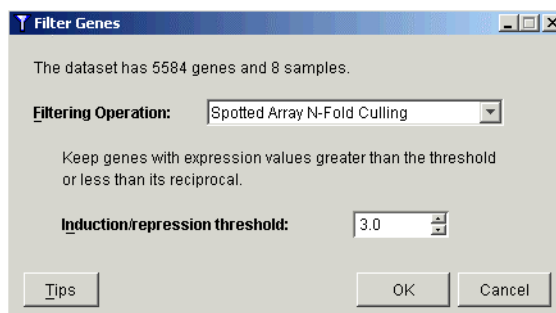 Filter Genes
The dataset has 5584 genes and 8 samples.
Filtering Operation: Spotted Array N-Fold Culling
Keep genes with expression values greater than the threshold
or less than its reciprocal.
Induction/repression threshold: 3.0
Tips OK Cancel